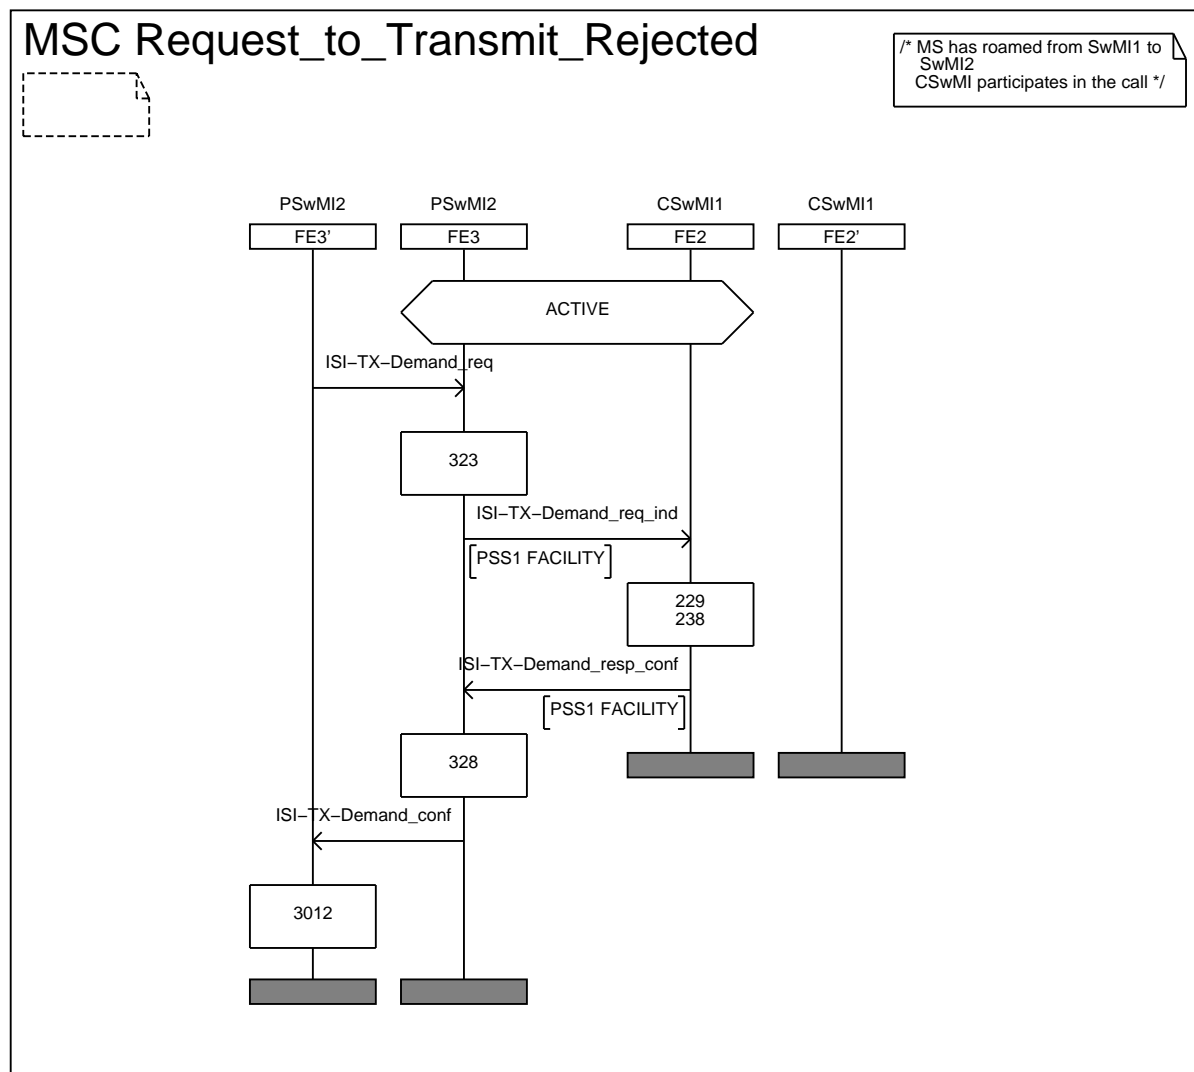 MSC Request_to_Transmit_Rejected
/* MS has roamed from SwMI1 to
SwMI2
CSwMI participates in the call */
PSwMI2 PSwMI2 CSwMI1 CSwMI1
FE3’ FE3 FE2 FE2’
ACTIVE
ISI–TX–Demand_req
323
ISI–TX–Demand_req_ind
PSS1 FACILITY
229
238
ISI–TX–Demand_resp_conf
PSS1 FACILITY
328
ISI–TX–Demand_conf
3012